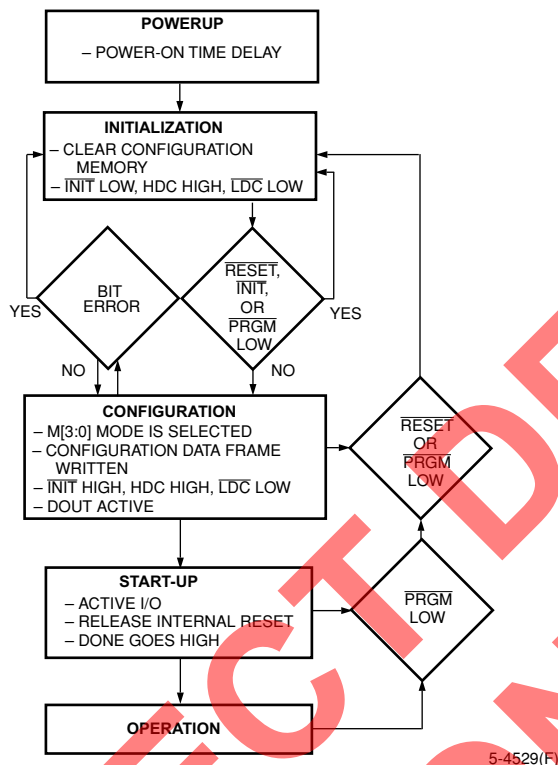 POWERUP
– POWER-ON TIME DELAY
INITIALIZATION
– CLEAR CONFIGURATION
MEMORY
– INIT LOW, HDC HIGH, LDC LOW
BIT
ERROR
YES
NO
RESET,
INIT,
OR
PRGM
LOW
YES
NO
CONFIGURATION
– M[3:0] MODE IS SELECTED
– CONFIGURATION DATA FRAME
WRITTEN
– INIT HIGH, HDC HIGH, LDC LOW
– DOUT ACTIVE
RESET
OR
PRGM
LOW
START-UP
– ACTIVE I/O
– RELEASE INTERNAL RESET
– DONE GOES HIGH
PRGM
LOW
OPERATION
5-4529(F)